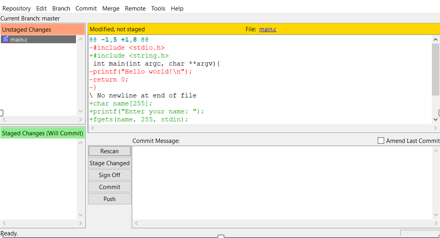 Repository Edit Branch Commit Merge Remote Tools Help
Current Branch: master
Unstaged Changes
main.c
Modified, not staged File: main.c
@@ -1,5 +1,8 @@
-#include <stdio.h>
+#include <string.h>
int main(int argc, char **argv){
-printf("Hello world!\n");
-return 0;
-}
\ No newline at end of file
+char name[255];
+printf("Enter your name: ");
+fgets(name, 255, stdin);
Staged Changes (Will Commit)
Commit Message: Amend Last Commit
Rescan
Stage Changed
Sign Off
Commit
Push
Ready.